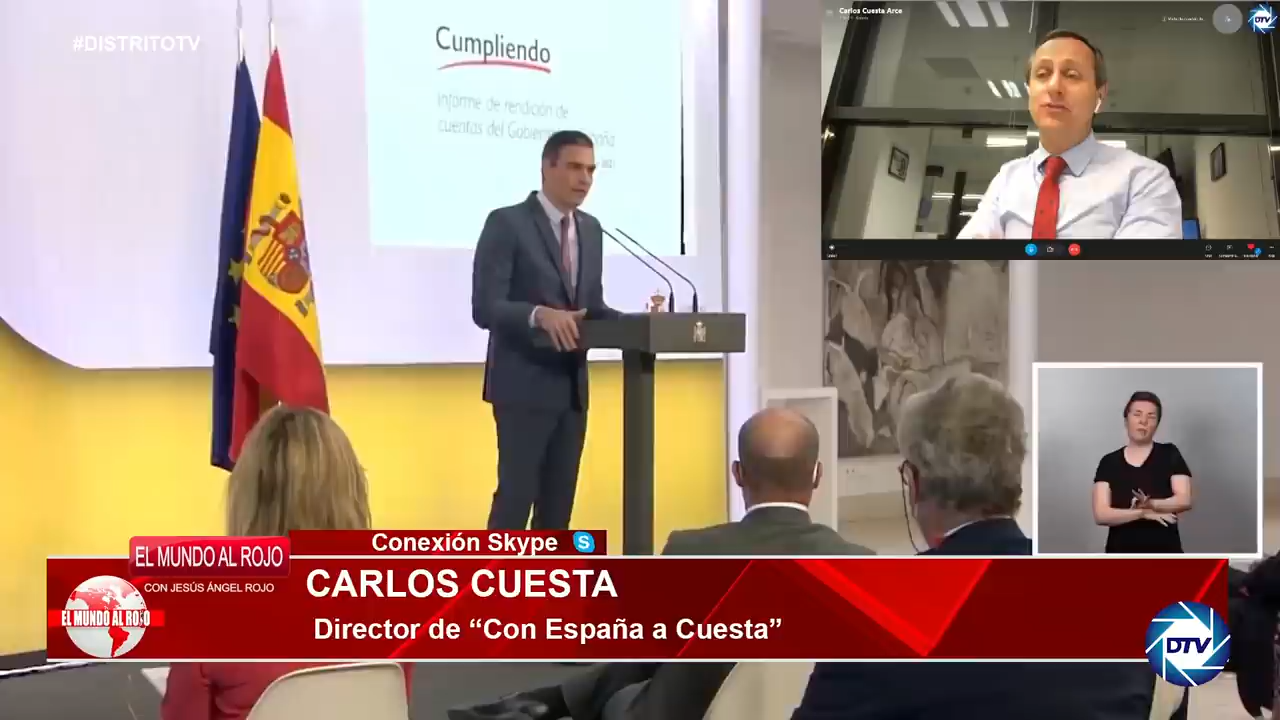 #DISTRITOTV
Cumpliendo
Informe de rendición de
cuentas del Gobierno
Carlos Cuesta Arce
DTV
Conexión Skype
EL MUNDO AL ROJO
CON JESÚS ÁNGEL ROJO
EL MUNDO AL ROJO
CARLOS CUESTA
Director de “Con España a Cuesta”
DTV